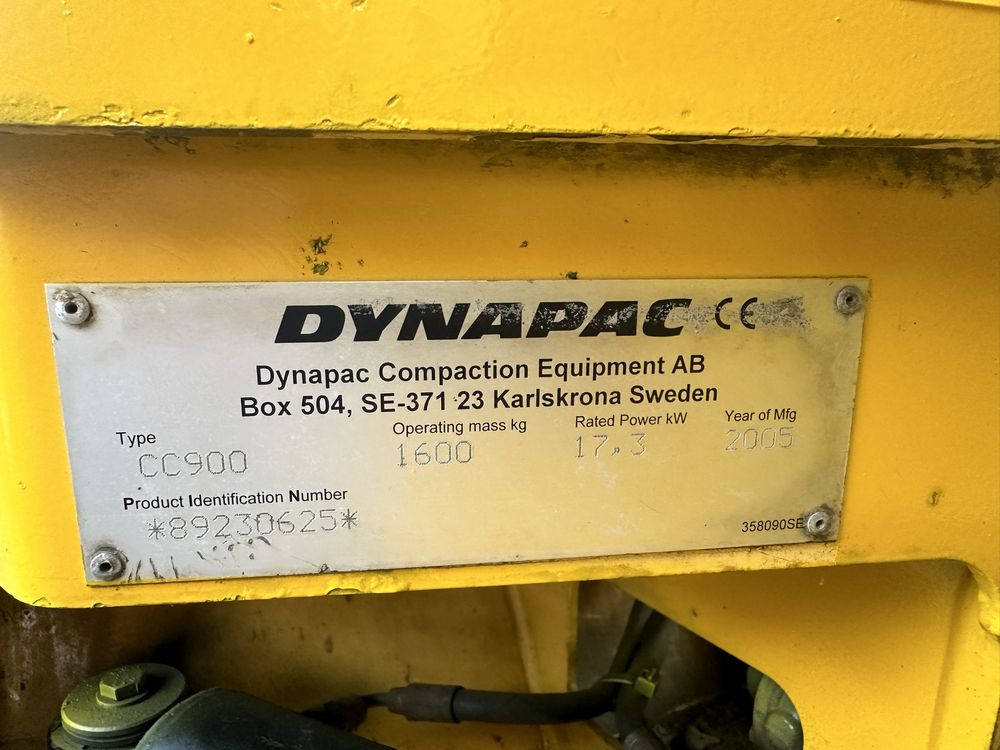 DYNAPAC CE
Dynapac Compaction Equipment AB
Box 504, SE-371 23 Karlskrona Sweden
Type Operating mass kg Rated Power kW Year of Mfg
CC900 1600 17,3 2005
Product Identification Number
*89230625*
358090SE